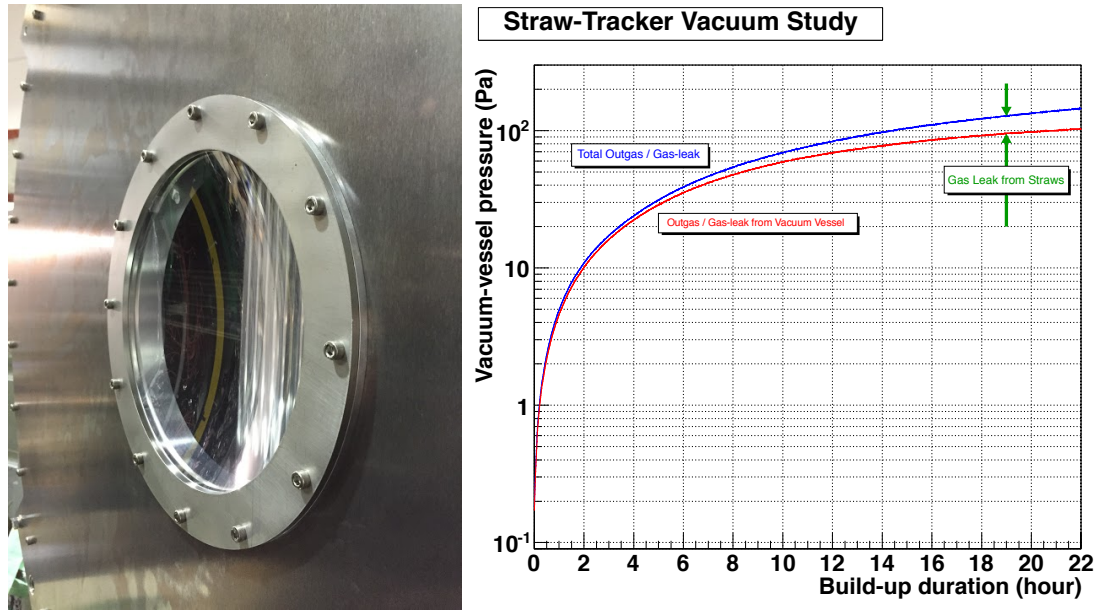 Straw-Tracker Vacuum Study
Vacuum-vessel pressure (Pa)
10²
10
1
10⁻¹
Total Outgas / Gas-leak
Outgas / Gas-leak from Vacuum Vessel
Gas Leak from Straws
0 2 4 6 8 10 12 14 16 18 20 22
Build-up duration (hour)